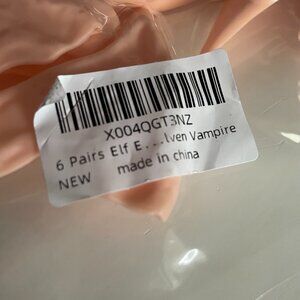 X004QGT3NZ
6 Pairs Elf E...lven Vampire
NEW made in china